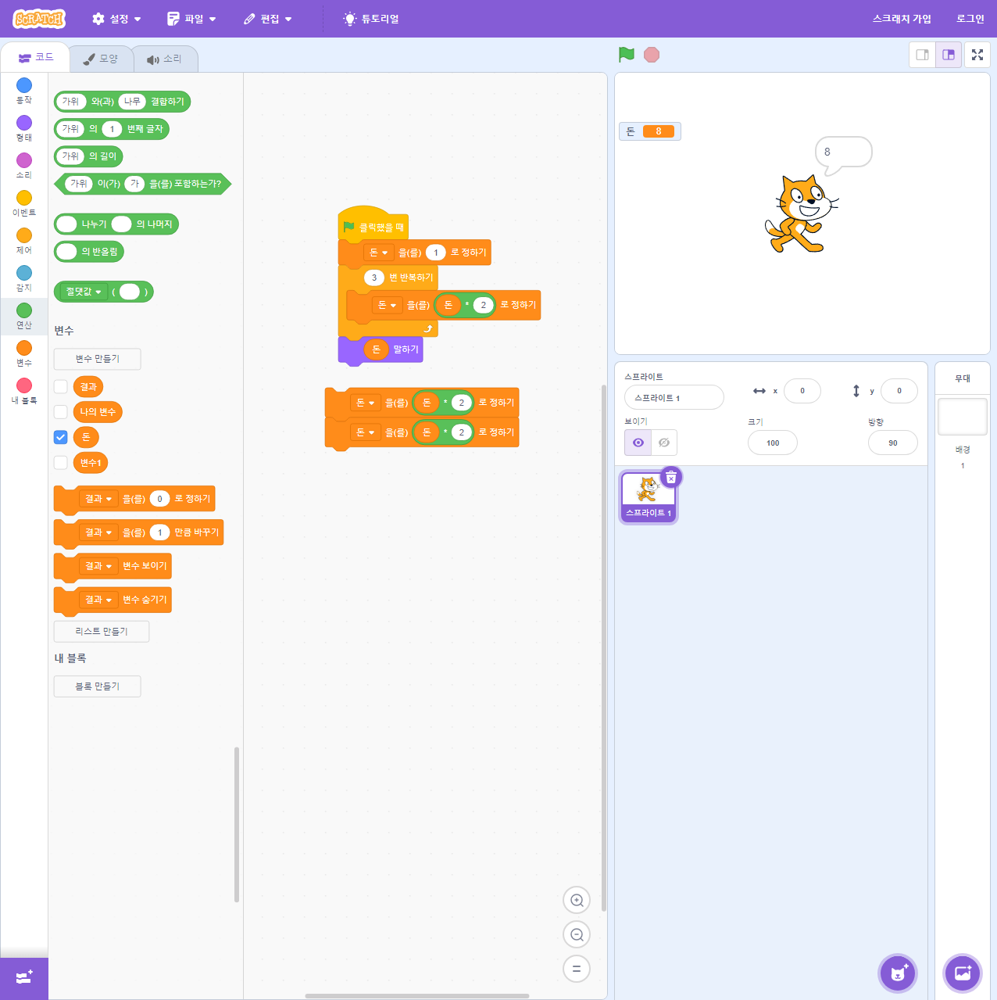 SCRATCH 설정 파일 편집 튜토리얼 스크래치 가입 로그인
코드 모양 소리
동작
형태
소리
이벤트
제어
감지
연산
변수
내 블록
가위 와(과) 나무 결합하기
가위 의 1 번째 글자
가위 의 길이
가위 이(가) 가 을(를) 포함하는가?
나누기 의 나머지
의 반올림
절댓값 ( )
변수
변수 만들기
결과
나의 변수
돈
변수1
결과 을(를) 0 로 정하기
결과 을(를) 1 만큼 바꾸기
결과 변수 보이기
결과 변수 숨기기
리스트 만들기
내 블록
블록 만들기
클릭했을 때
돈 을(를) 1 로 정하기
3 번 반복하기
돈 을(를) 돈 * 2 로 정하기
돈 말하기
돈 을(를) 돈 * 2 로 정하기
돈 을(를) 돈 * 2 로 정하기
돈 8
8
스프라이트
스프라이트 1
x 0
y 0
보이기
크기
100
방향
90
스프라이트 1
무대
배경
1